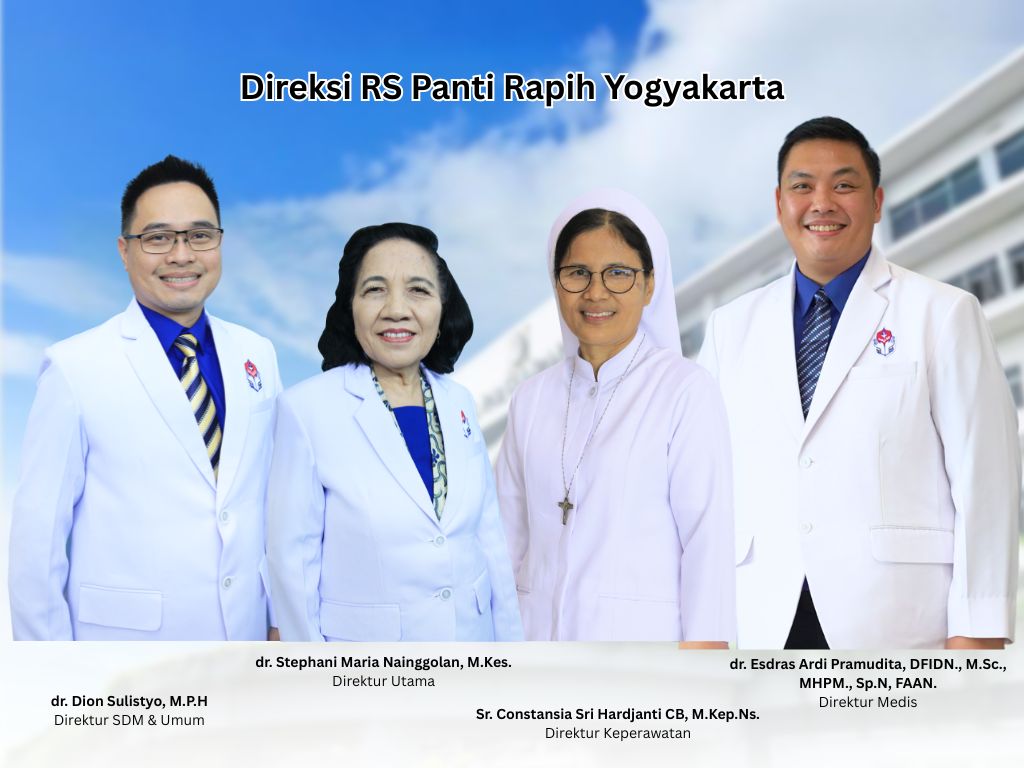 Direksi RS Panti Rapih Yogyakarta
dr. Dion Sulistyo, M.P.H
Direktur SDM & Umum
dr. Stephani Maria Nainggolan, M.Kes.
Direktur Utama
Sr. Constansia Sri Hardjanti CB, M.Kep.Ns.
Direktur Keperawatan
dr. Esdras Ardi Pramudita, DFIDN., M.Sc.,
MHPM., Sp.N, FAAN.
Direktur Medis